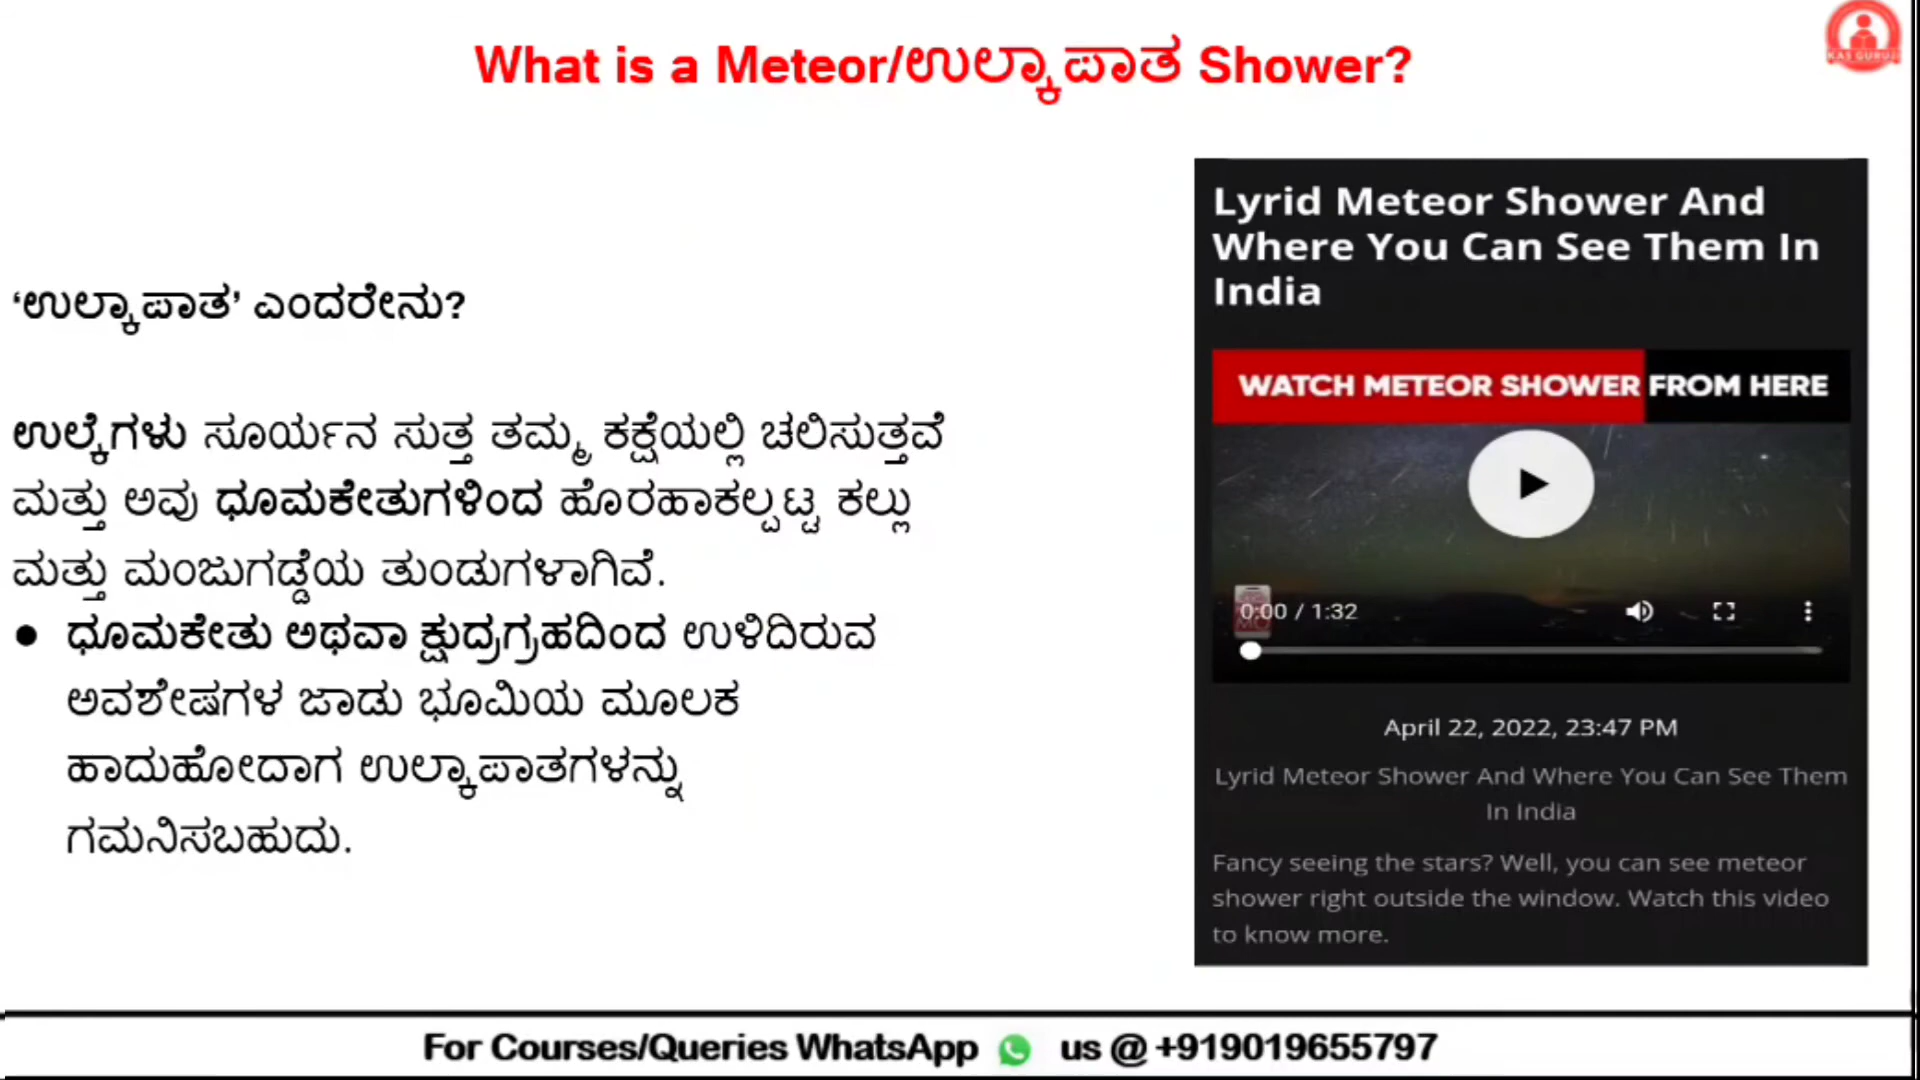 What is a Meteor/ಉಲ್ಕಾಪಾತ Shower?
KAS GURUJI
‘ಉಲ್ಕಾಪಾತ’ ಎಂದರೇನು?
ಉಲ್ಕೆಗಳು ಸೂರ್ಯನ ಸುತ್ತ ತಮ್ಮ ಕಕ್ಷೆಯಲ್ಲಿ ಚಲಿಸುತ್ತವೆ
ಮತ್ತು ಅವು ಧೂಮಕೇತುಗಳಿಂದ ಹೊರಹಾಕಲ್ಪಟ್ಟ ಕಲ್ಲು
ಮತ್ತು ಮಂಜುಗಡ್ಡೆಯ ತುಂಡುಗಳಾಗಿವೆ.
● ಧೂಮಕೇತು ಅಥವಾ ಕ್ಷುದ್ರಗ್ರಹದಿಂದ ಉಳಿದಿರುವ
ಅವಶೇಷಗಳ ಜಾಡು ಭೂಮಿಯ ಮೂಲಕ
ಹಾದುಹೋದಾಗ ಉಲ್ಕಾಪಾತಗಳನ್ನು
ಗಮನಿಸಬಹುದು.
Lyrid Meteor Shower And
Where You Can See Them In
India
WATCH METEOR SHOWER FROM HERE
0:00 / 1:32
April 22, 2022, 23:47 PM
Lyrid Meteor Shower And Where You Can See Them
In India
Fancy seeing the stars? Well, you can see meteor
shower right outside the window. Watch this video
to know more.
For Courses/Queries WhatsApp us @ +919019655797